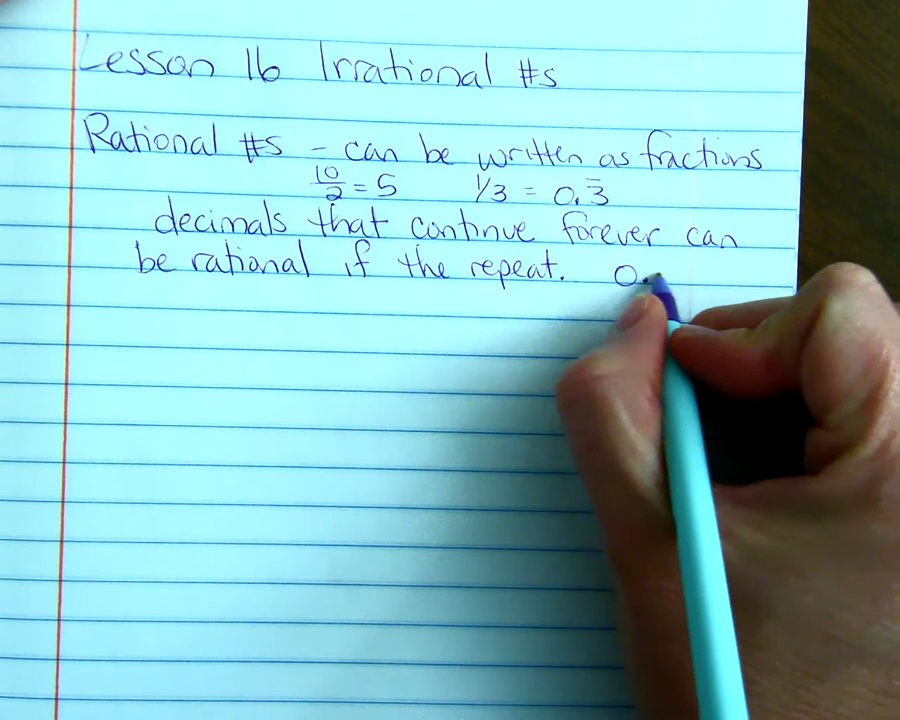 Lesson 16 Irrational #s
Rational #s - can be written as fractions
10/2 = 5 1/3 = 0.3̅
decimals that continue forever can
be rational if the repeat. 0.